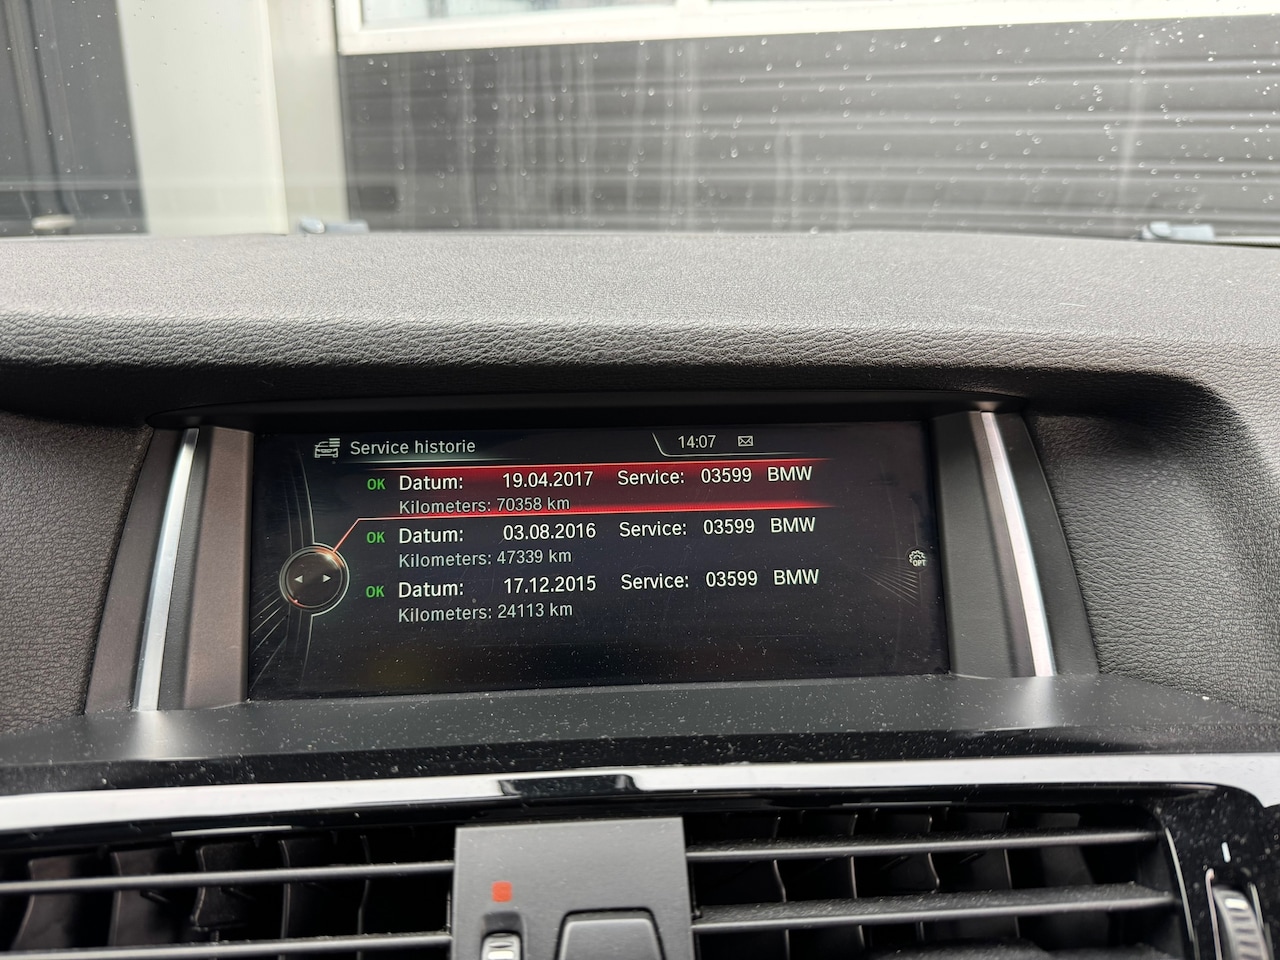 Service historie 14:07
OK Datum: 19.04.2017 Service: 03599 BMW
Kilometers: 70358 km
OK Datum: 03.08.2016 Service: 03599 BMW
Kilometers: 47339 km
OPT
OK Datum: 17.12.2015 Service: 03599 BMW
Kilometers: 24113 km